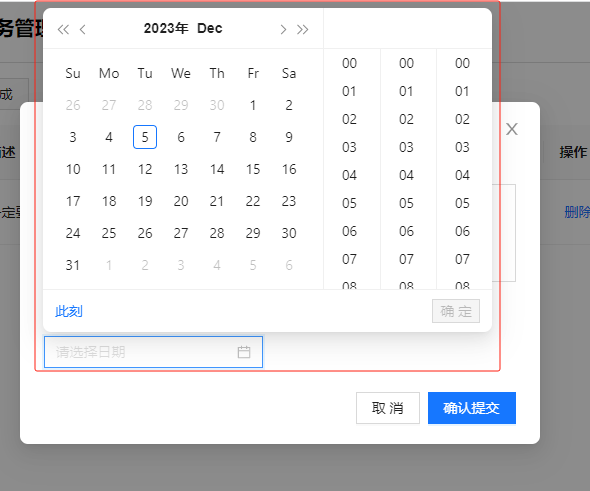 务管理
成
描述
操作
一定要
删除
2023年 Dec
Su Mo Tu We Th Fr Sa
26 27 28 29 30 1 2
3 4 5 6 7 8 9
10 11 12 13 14 15 16
17 18 19 20 21 22 23
24 25 26 27 28 29 30
31 1 2 3 4 5 6
00 00 00
01 01 01
02 02 02
03 03 03
04 04 04
05 05 05
06 06 06
07 07 07
08 08 08
此刻
确 定
请选择日期
取 消
确认提交